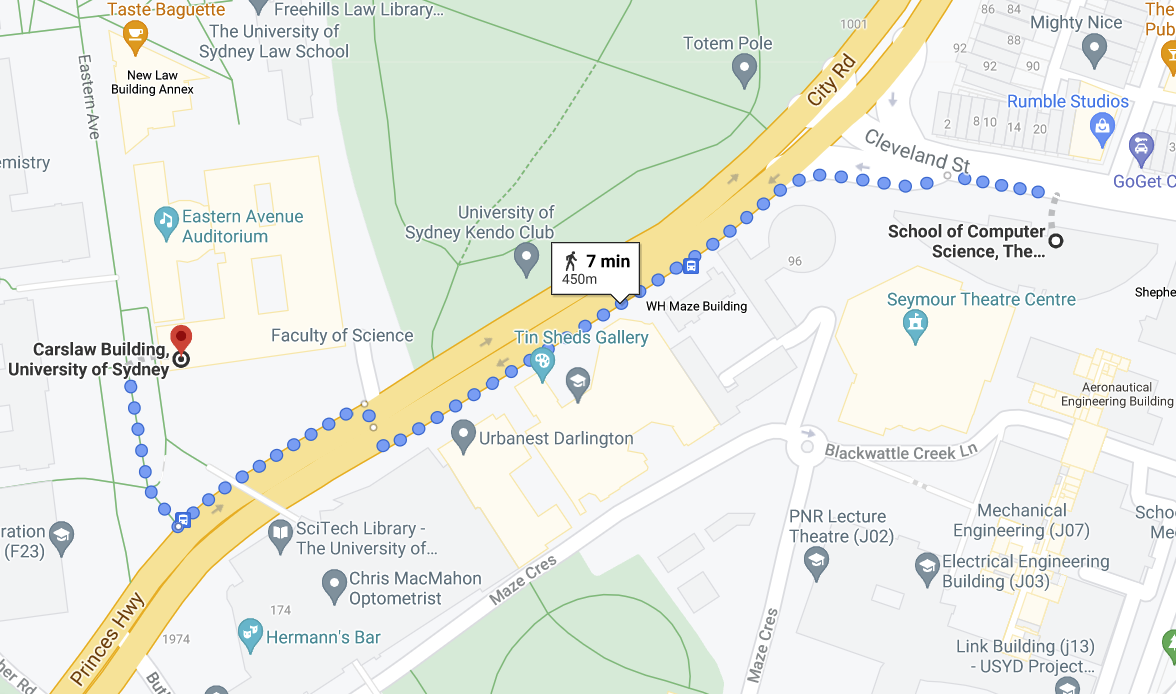 Taste Baguette
Freehills Law Library...
The University of
Sydney Law School
1001
86
84
Mighty Nice
The
Pub
Totem Pole
92
88
92
90
Eastern Ave
New Law
Building Annex
City Rd
Rumble Studios
2
8
10
14
20
Cleveland St
3
GoGet C
emistry
Eastern Avenue
Auditorium
University of
Sydney Kendo Club
School of Computer
Science, The...
96
7 min
450m
WH Maze Building
Seymour Theatre Centre
Shephe
Faculty of Science
Tin Sheds Gallery
Carslaw Building,
University of Sydney
Aeronautical
Engineering Building
Urbanest Darlington
Blackwattle Creek Ln
ration
(F23)
SciTech Library -
The University of...
PNR Lecture
Theatre (J02)
Mechanical
Engineering (J07)
Schoo
Me
Electrical Engineering
Building (J03)
Chris MacMahon
Optometrist
Maze Cres
174
1974
Hermann's Bar
Princes Hwy
Maze Cres
Link Building (j13)
- USYD Project...
her Rd